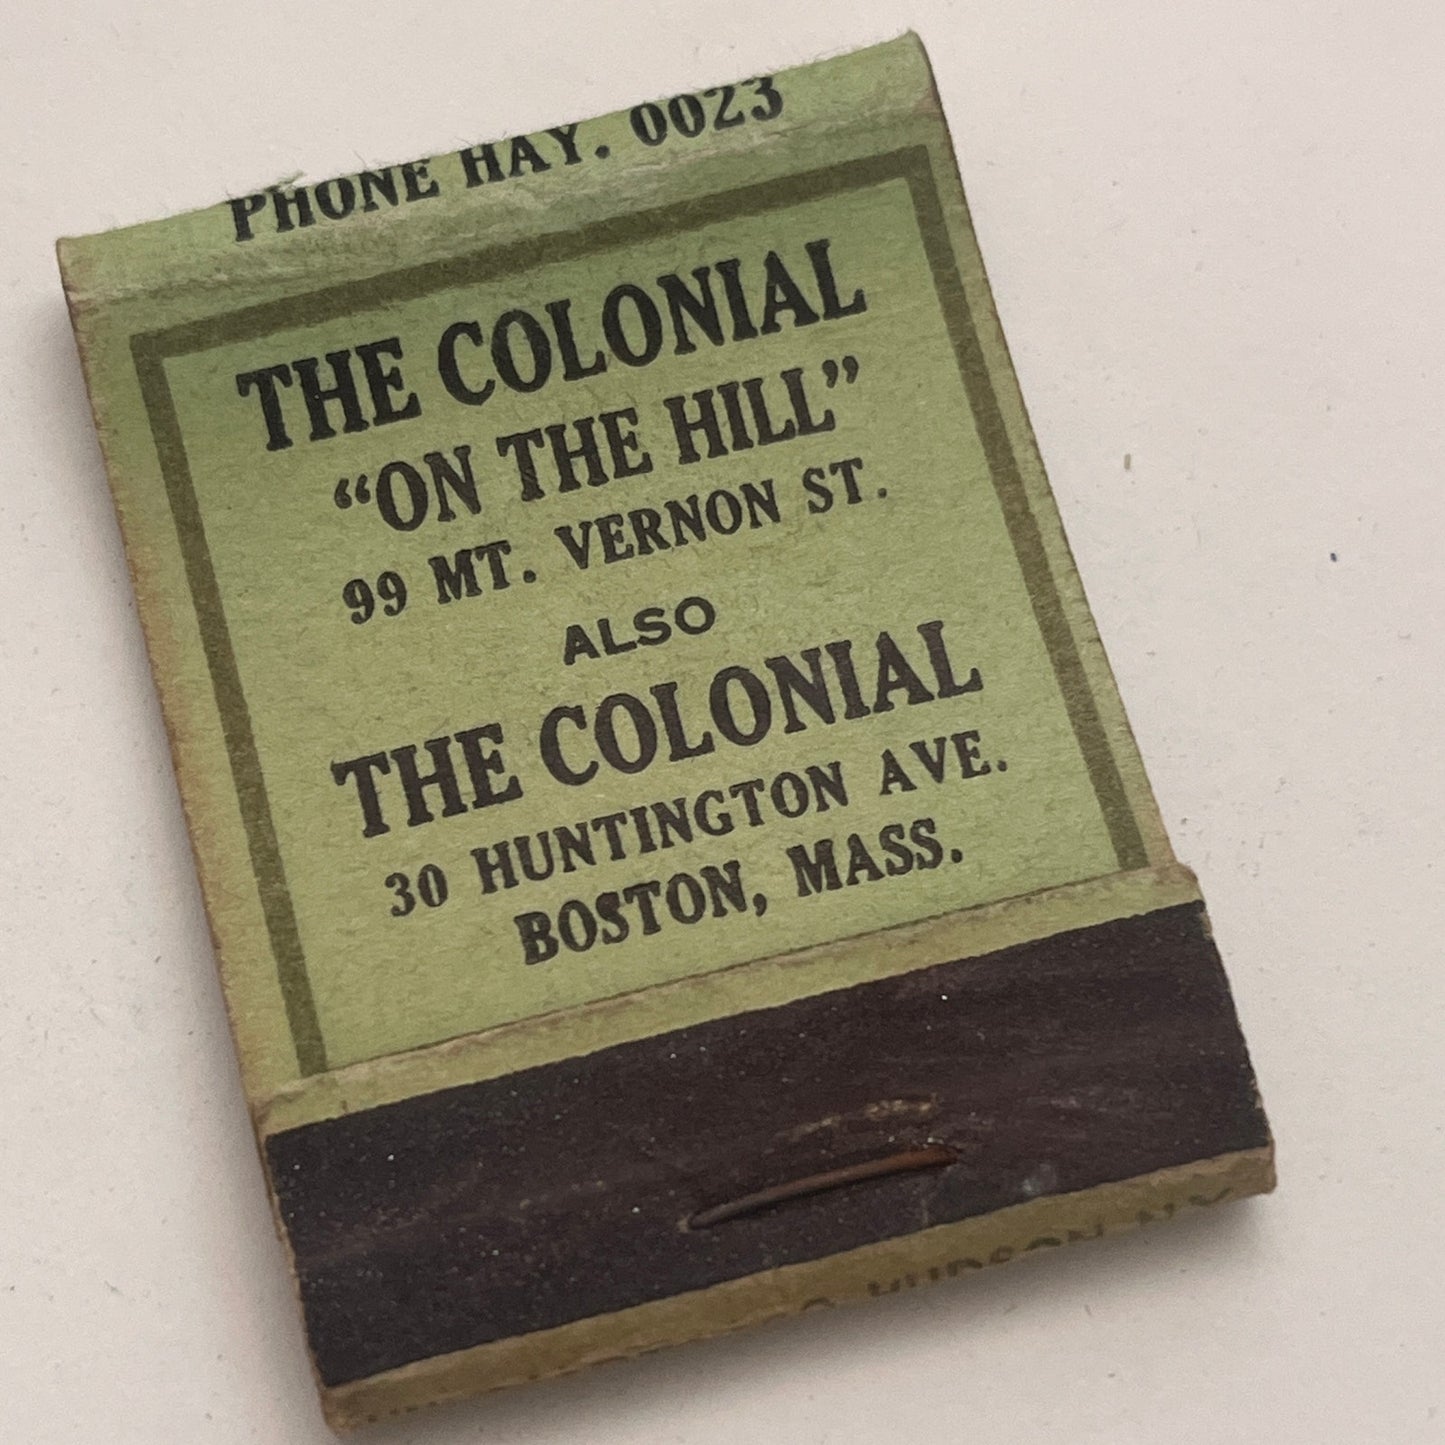 PHONE HAY. 0023
THE COLONIAL
“ON THE HILL”
99 MT. VERNON ST.
ALSO
THE COLONIAL
30 HUNTINGTON AVE.
BOSTON, MASS.
HUDSON N.Y.